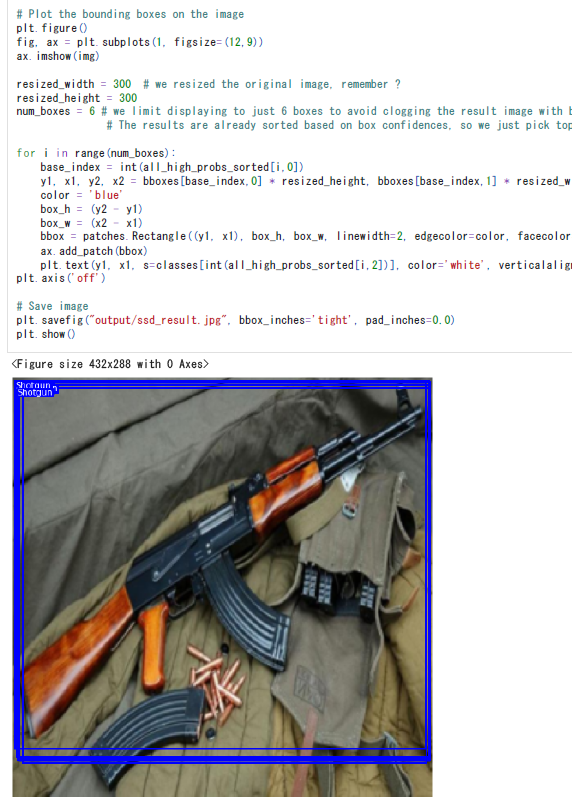 # Plot the bounding boxes on the image
plt.figure()
fig, ax = plt.subplots(1, figsize=(12,9))
ax.imshow(img)
resized_width = 300  # we resized the original image, remember ?
resized_height = 300
num_boxes = 6 # we limit displaying to just 6 boxes to avoid clogging the result image with b
# The results are already sorted based on box confidences, so we just pick top
for i in range(num_boxes):
    base_index = int(all_high_probs_sorted[i,0])
    y1, x1, y2, x2 = bboxes[base_index,0] * resized_height, bboxes[base_index,1] * resized_w
    color = 'blue'
    box_h = (y2 - y1)
    box_w = (x2 - x1)
    bbox = patches.Rectangle((y1, x1), box_h, box_w, linewidth=2, edgecolor=color, facecolor
    ax.add_patch(bbox)
    plt.text(y1, x1, s=classes[int(all_high_probs_sorted[i,2])], color='white', verticalalign
plt.axis('off')
# Save image
plt.savefig("output/ssd_result.jpg", bbox_inches='tight', pad_inches=0.0)
plt.show()
<Figure size 432x288 with 0 Axes>
Shotgun
Shotgun